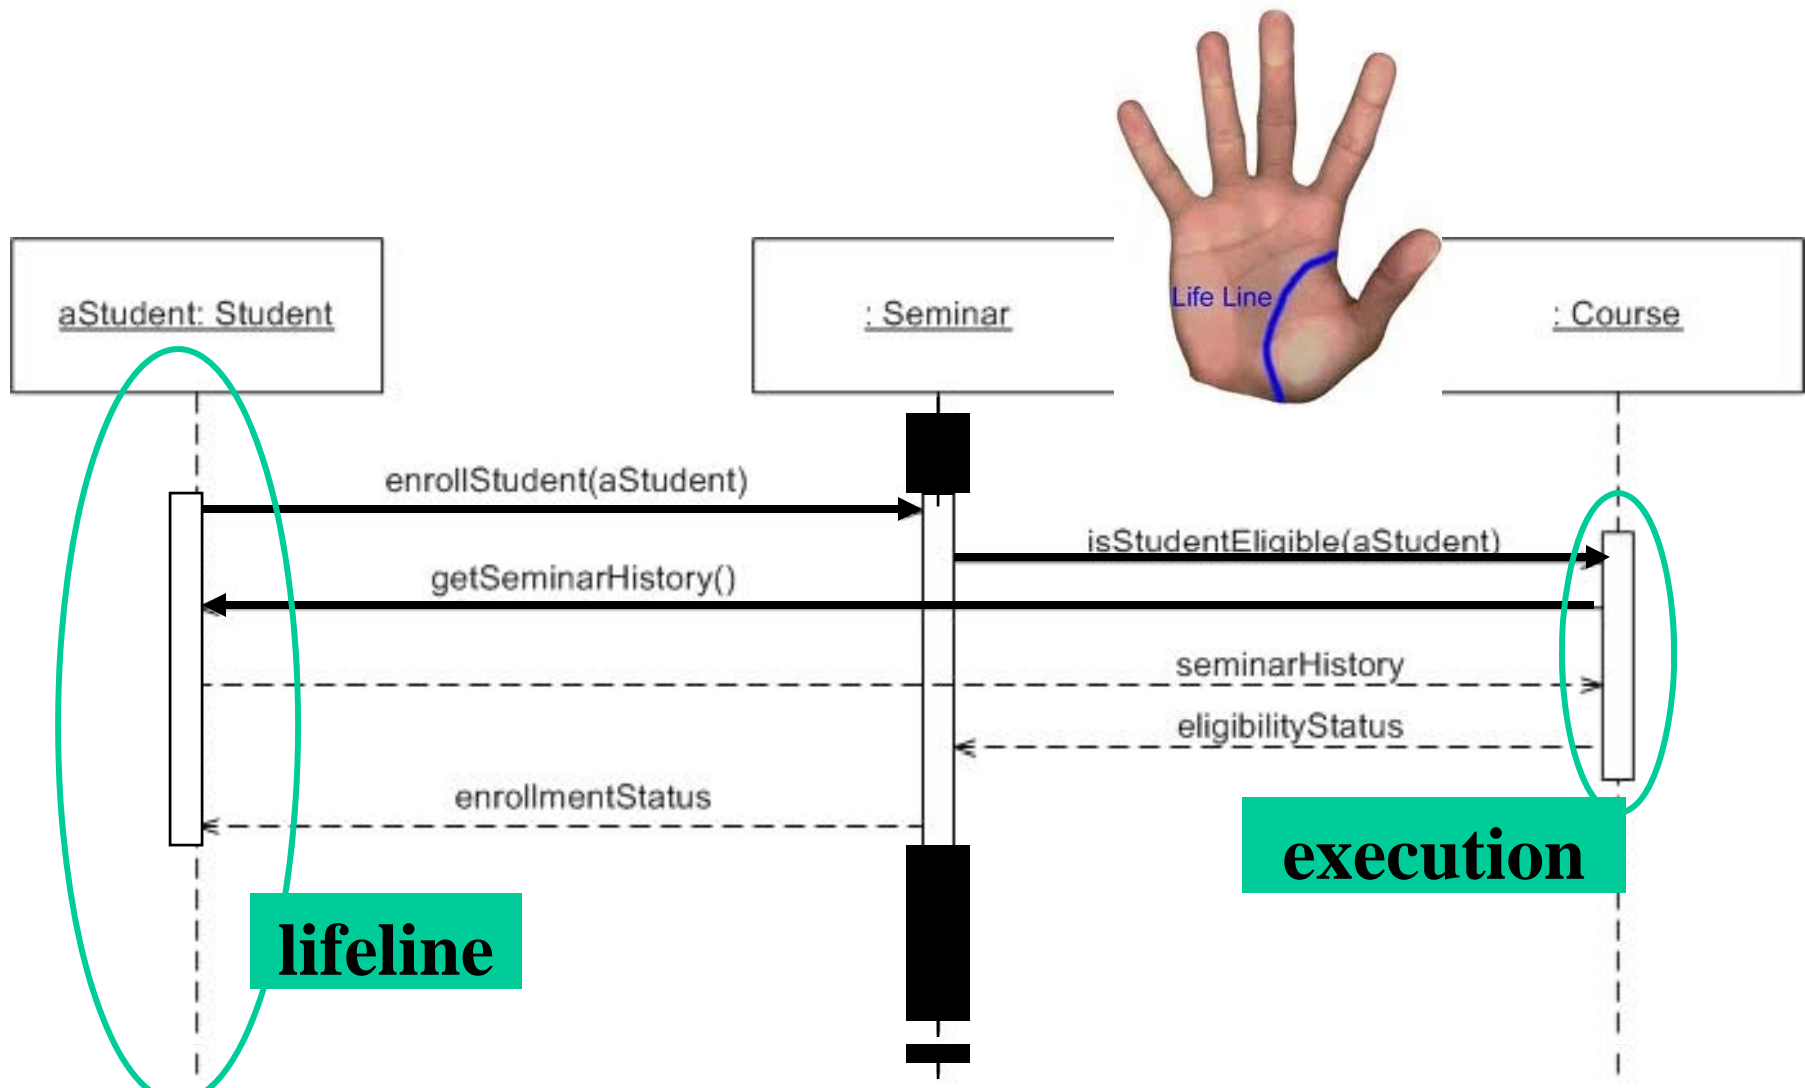 Life Line
aStudent: Student
: Seminar
: Course
enrollStudent(aStudent)
isStudentEligible(aStudent)
getSeminarHistory()
seminarHistory
eligibilityStatus
enrollmentStatus
execution
lifeline